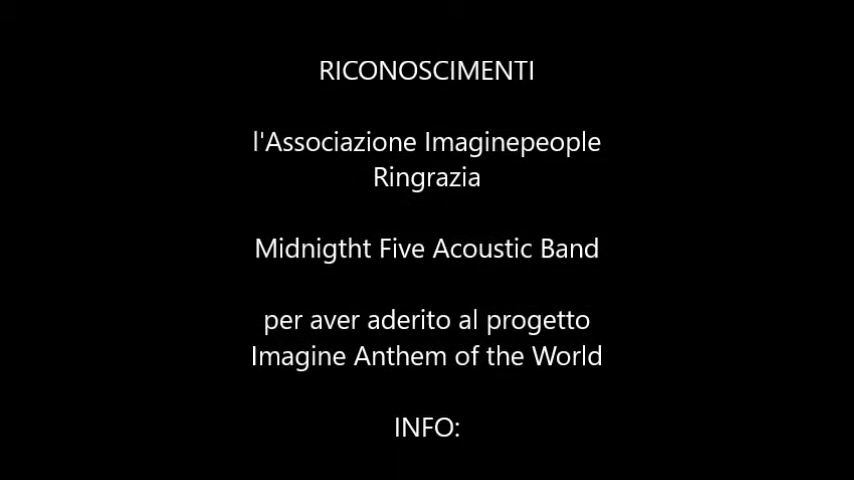 RICONOSCIMENTI
l'Associazione Imaginepeople
Ringrazia
Midnigtht Five Acoustic Band
per aver aderito al progetto
Imagine Anthem of the World
INFO: